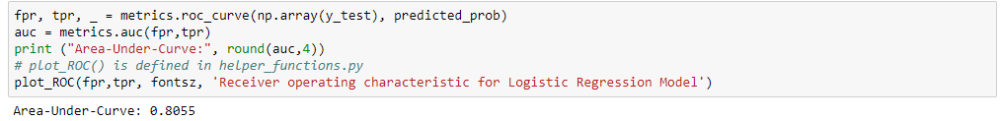 fpr, tpr, _ = metrics.roc_curve(np.array(y_test), predicted_prob)
auc = metrics.auc(fpr,tpr)
print ("Area-Under-Curve:", round(auc,4))
# plot_ROC() is defined in helper_functions.py
plot_ROC(fpr,tpr, fontsz, 'Receiver operating characteristic for Logistic Regression Model')
Area-Under-Curve: 0.8055